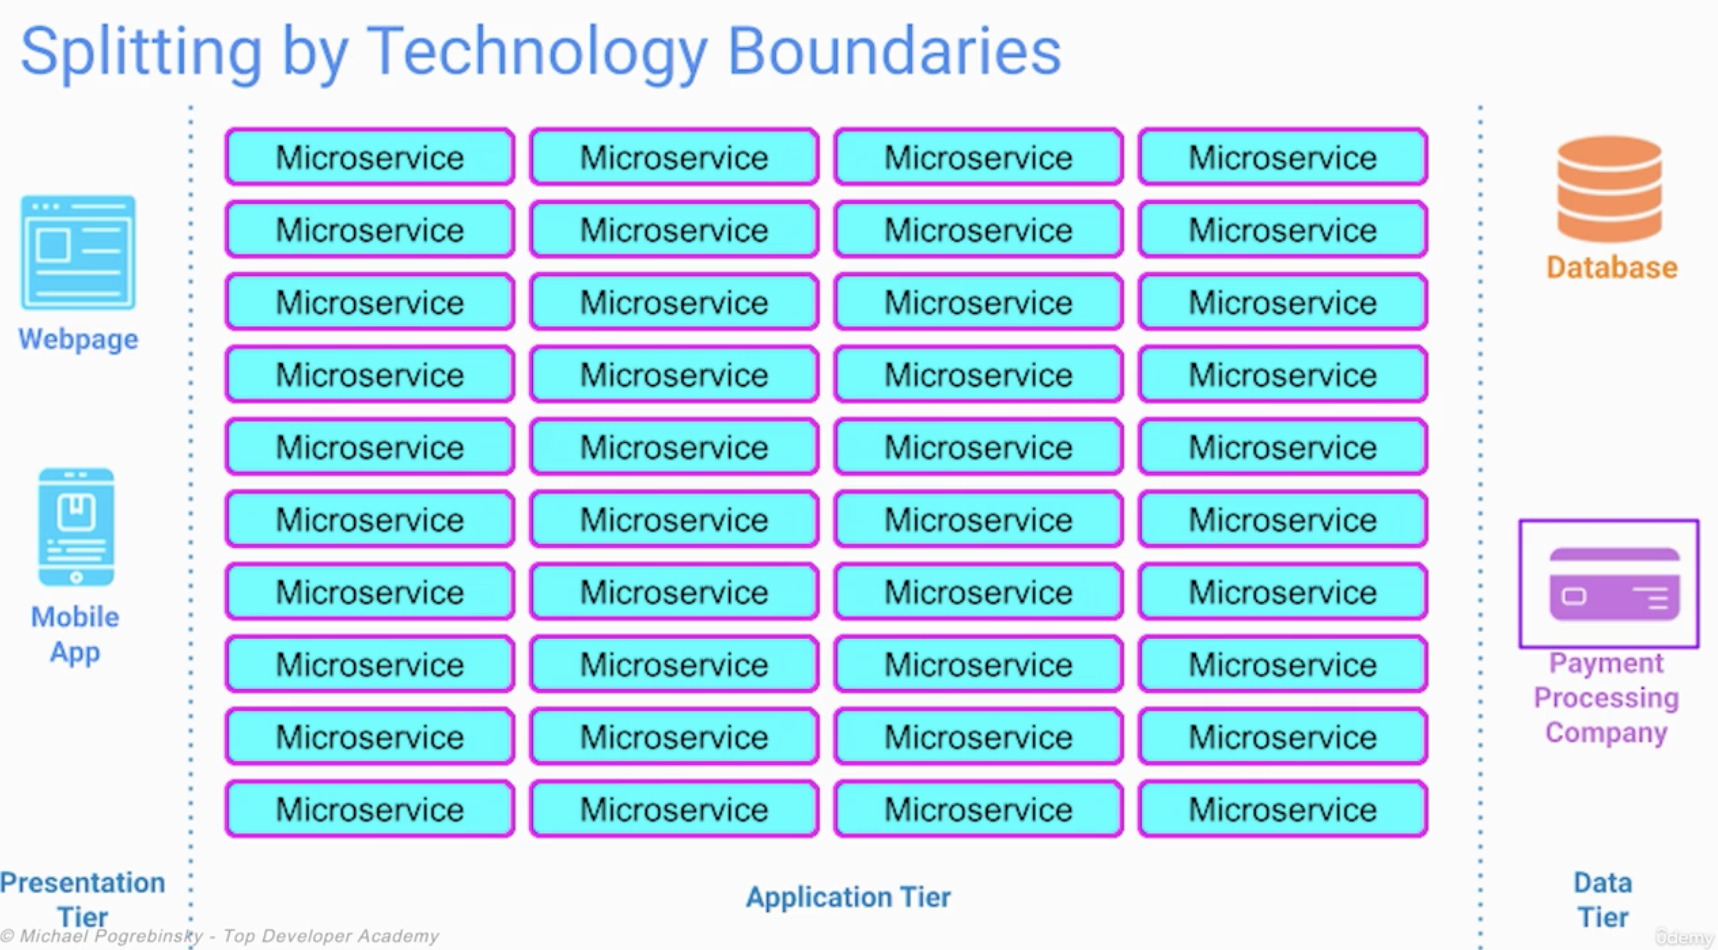 Splitting by Technology Boundaries
Microservice Microservice Microservice Microservice
Microservice Microservice Microservice Microservice
Microservice Microservice Microservice Microservice
Microservice Microservice Microservice Microservice
Microservice Microservice Microservice Microservice
Microservice Microservice Microservice Microservice
Microservice Microservice Microservice Microservice
Microservice Microservice Microservice Microservice
Microservice Microservice Microservice Microservice
Microservice Microservice Microservice Microservice
Webpage
Mobile
App
Database
Payment
Processing
Company
Presentation
Tier
Application Tier
Data
Tier
© Michael Pogrebinsky - Top Developer Academy
ûdemy